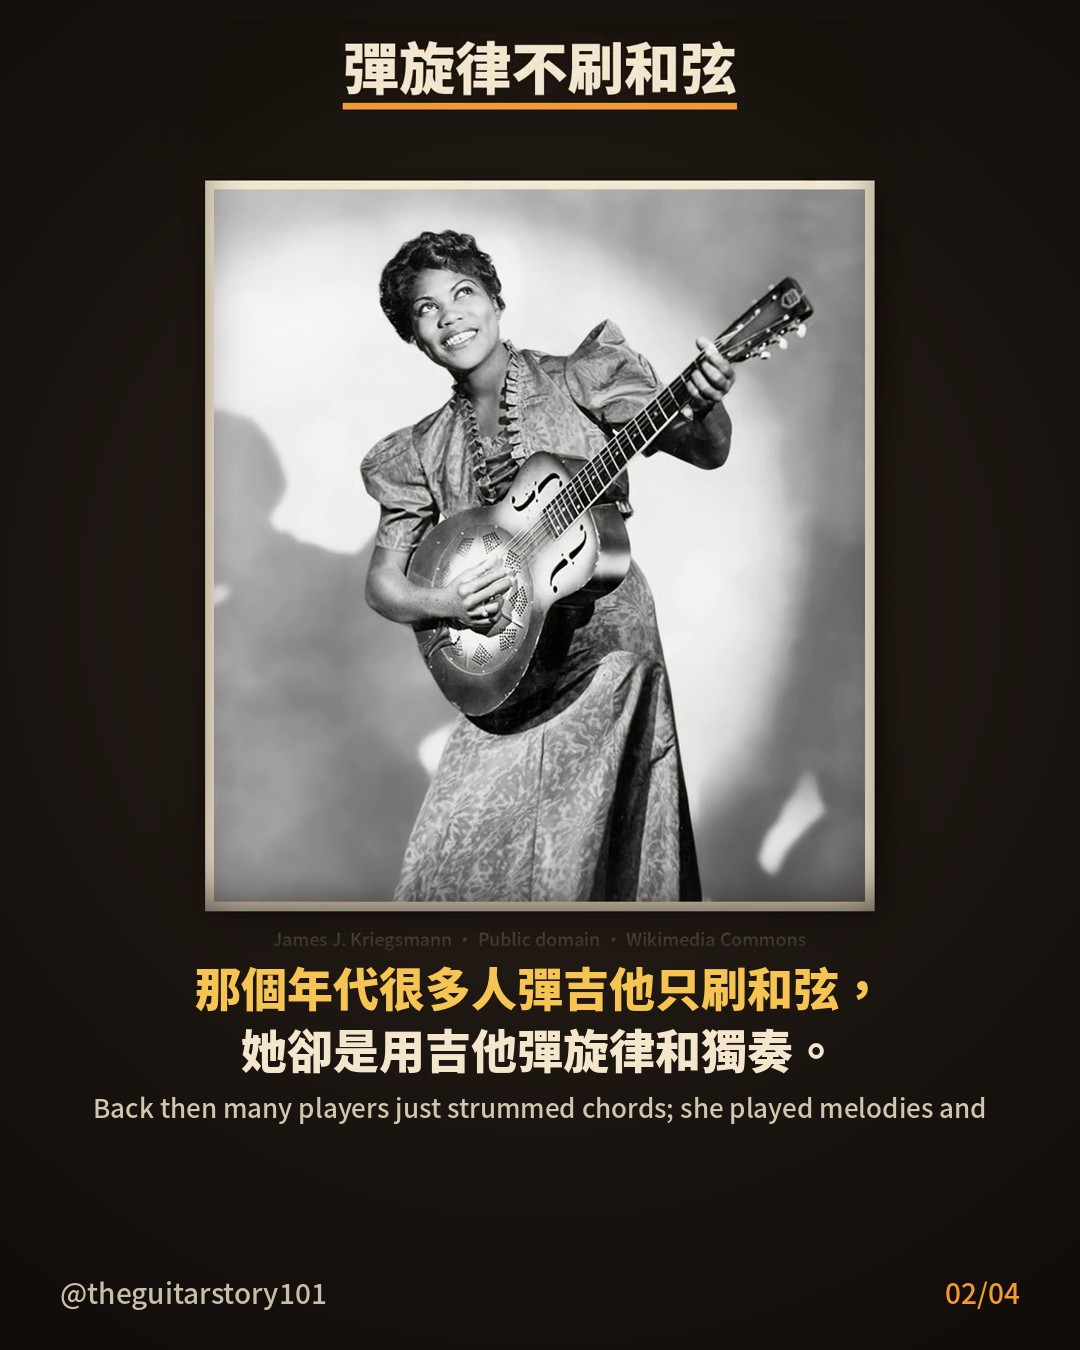 彈旋律不刷和弦
James J. Kriegsmann • Public domain • Wikimedia Commons
那個年代很多人彈吉他只刷和弦，
她卻是用吉他彈旋律和獨奏。
Back then many players just strummed chords; she played melodies and
@theguitarstory101
02/04